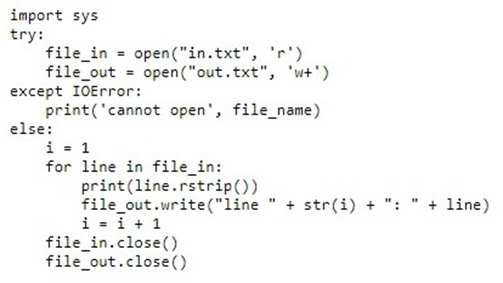 import sys
try:
    file_in = open("in.txt", 'r')
    file_out = open("out.txt", 'w+')
except IOError:
    print('cannot open', file_name)
else:
    i = 1
    for line in file_in:
        print(line.rstrip())
        file_out.write("line " + str(i) + ": " + line)
        i = i + 1
    file_in.close()
    file_out.close()